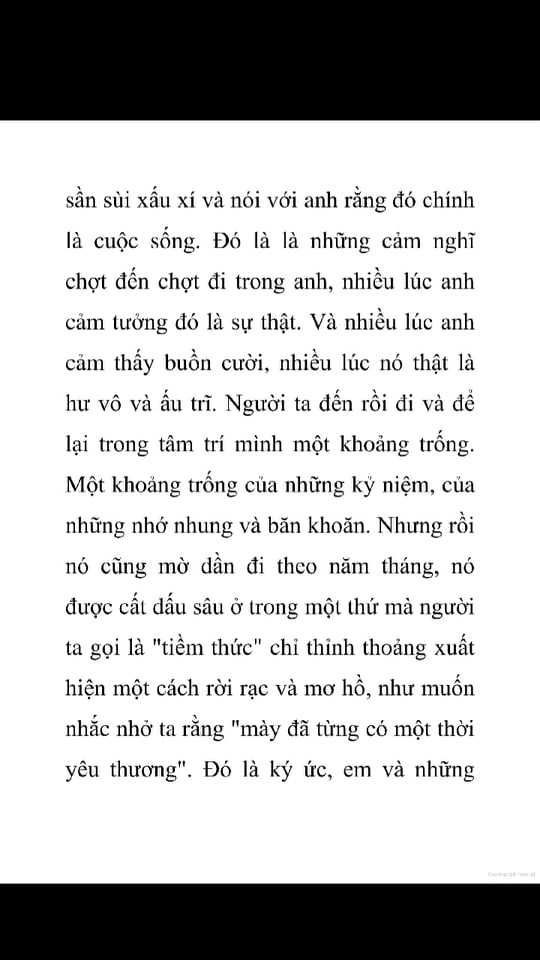 sần sùi xấu xí và nói với anh rằng đó chính
là cuộc sống. Đó là là những cảm nghĩ
chợt đến chợt đi trong anh, nhiều lúc anh
cảm tưởng đó là sự thật. Và nhiều lúc anh
cảm thấy buồn cười, nhiều lúc nó thật là
hư vô và ấu trĩ. Người ta đến rồi đi và để
lại trong tâm trí mình một khoảng trống.
Một khoảng trống của những kỷ niệm, của
những nhớ nhung và băn khoăn. Nhưng rồi
nó cũng mờ dần đi theo năm tháng, nó
được cất dấu sâu ở trong một thứ mà người
ta gọi là "tiềm thức" chỉ thỉnh thoảng xuất
hiện một cách rời rạc và mơ hồ, như muốn
nhắc nhở ta rằng "mày đã từng có một thời
yêu thương". Đó là ký ức, em và những